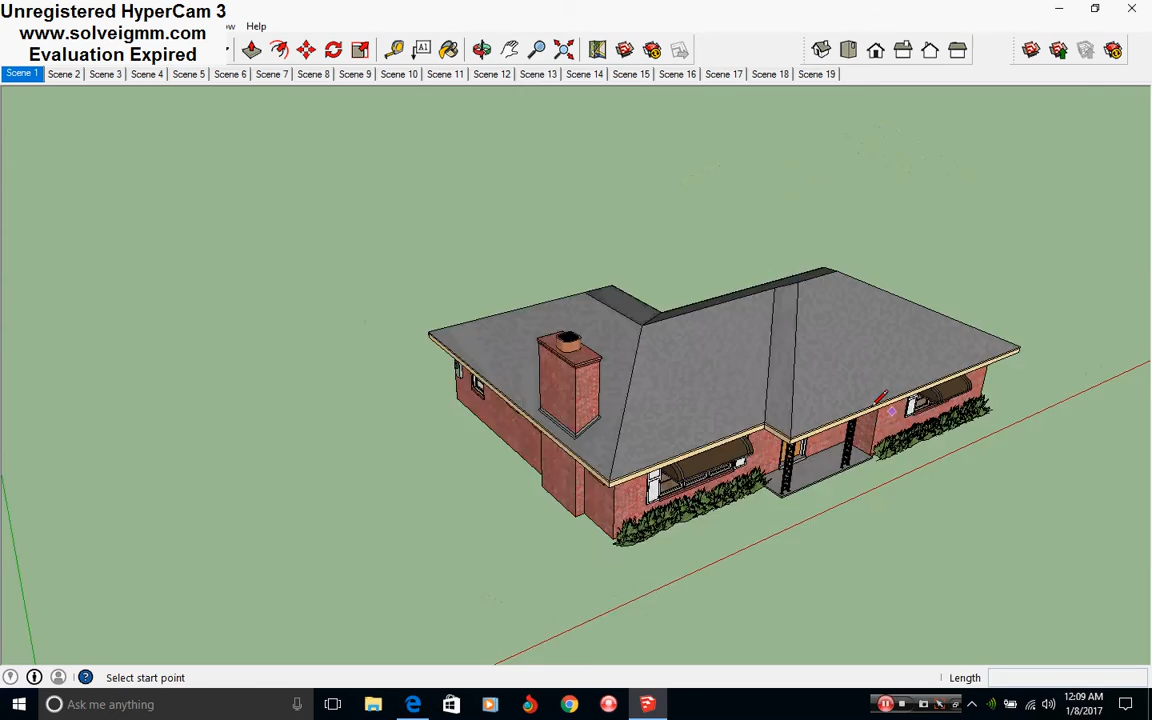 Unregistered HyperCam 3
www.solveigmm.com
Evaluation Expired
ow Help
A1
Scene 1 Scene 2 Scene 3 Scene 4 Scene 5 Scene 6 Scene 7 Scene 8 Scene 9 Scene 10 Scene 11 Scene 12 Scene 13 Scene 14 Scene 15 Scene 16 Scene 17 Scene 18 Scene 19
Select start point Length
Ask me anything
12:09 AM
1/8/2017